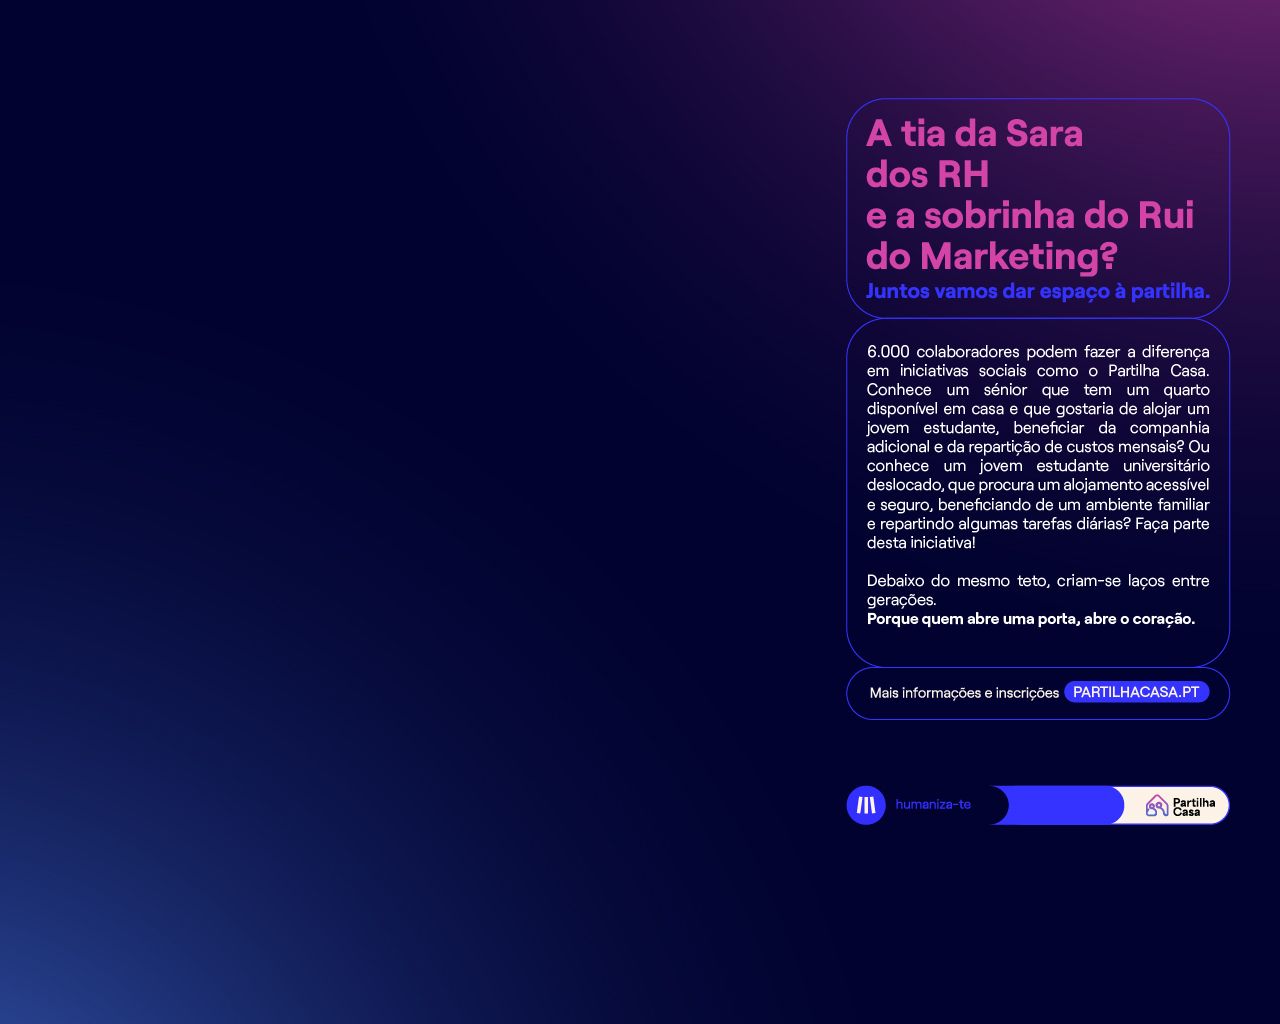 A tia da Sara
dos RH
e a sobrinha do Rui
do Marketing?
Juntos vamos dar espaço à partilha.
6.000 colaboradores podem fazer a diferença
em iniciativas sociais como o Partilha Casa.
Conhece um sénior que tem um quarto
disponível em casa e que gostaria de alojar um
jovem estudante, beneficiar da companhia
adicional e da repartição de custos mensais? Ou
conhece um jovem estudante universitário
deslocado, que procura um alojamento acessível
e seguro, beneficiando de um ambiente familiar
e repartindo algumas tarefas diárias? Faça parte
desta iniciativa!
Debaixo do mesmo teto, criam-se laços entre
gerações.
Porque quem abre uma porta, abre o coração.
Mais informações e inscrições PARTILHACASA.PT
humaniza-te
Partilha
Casa